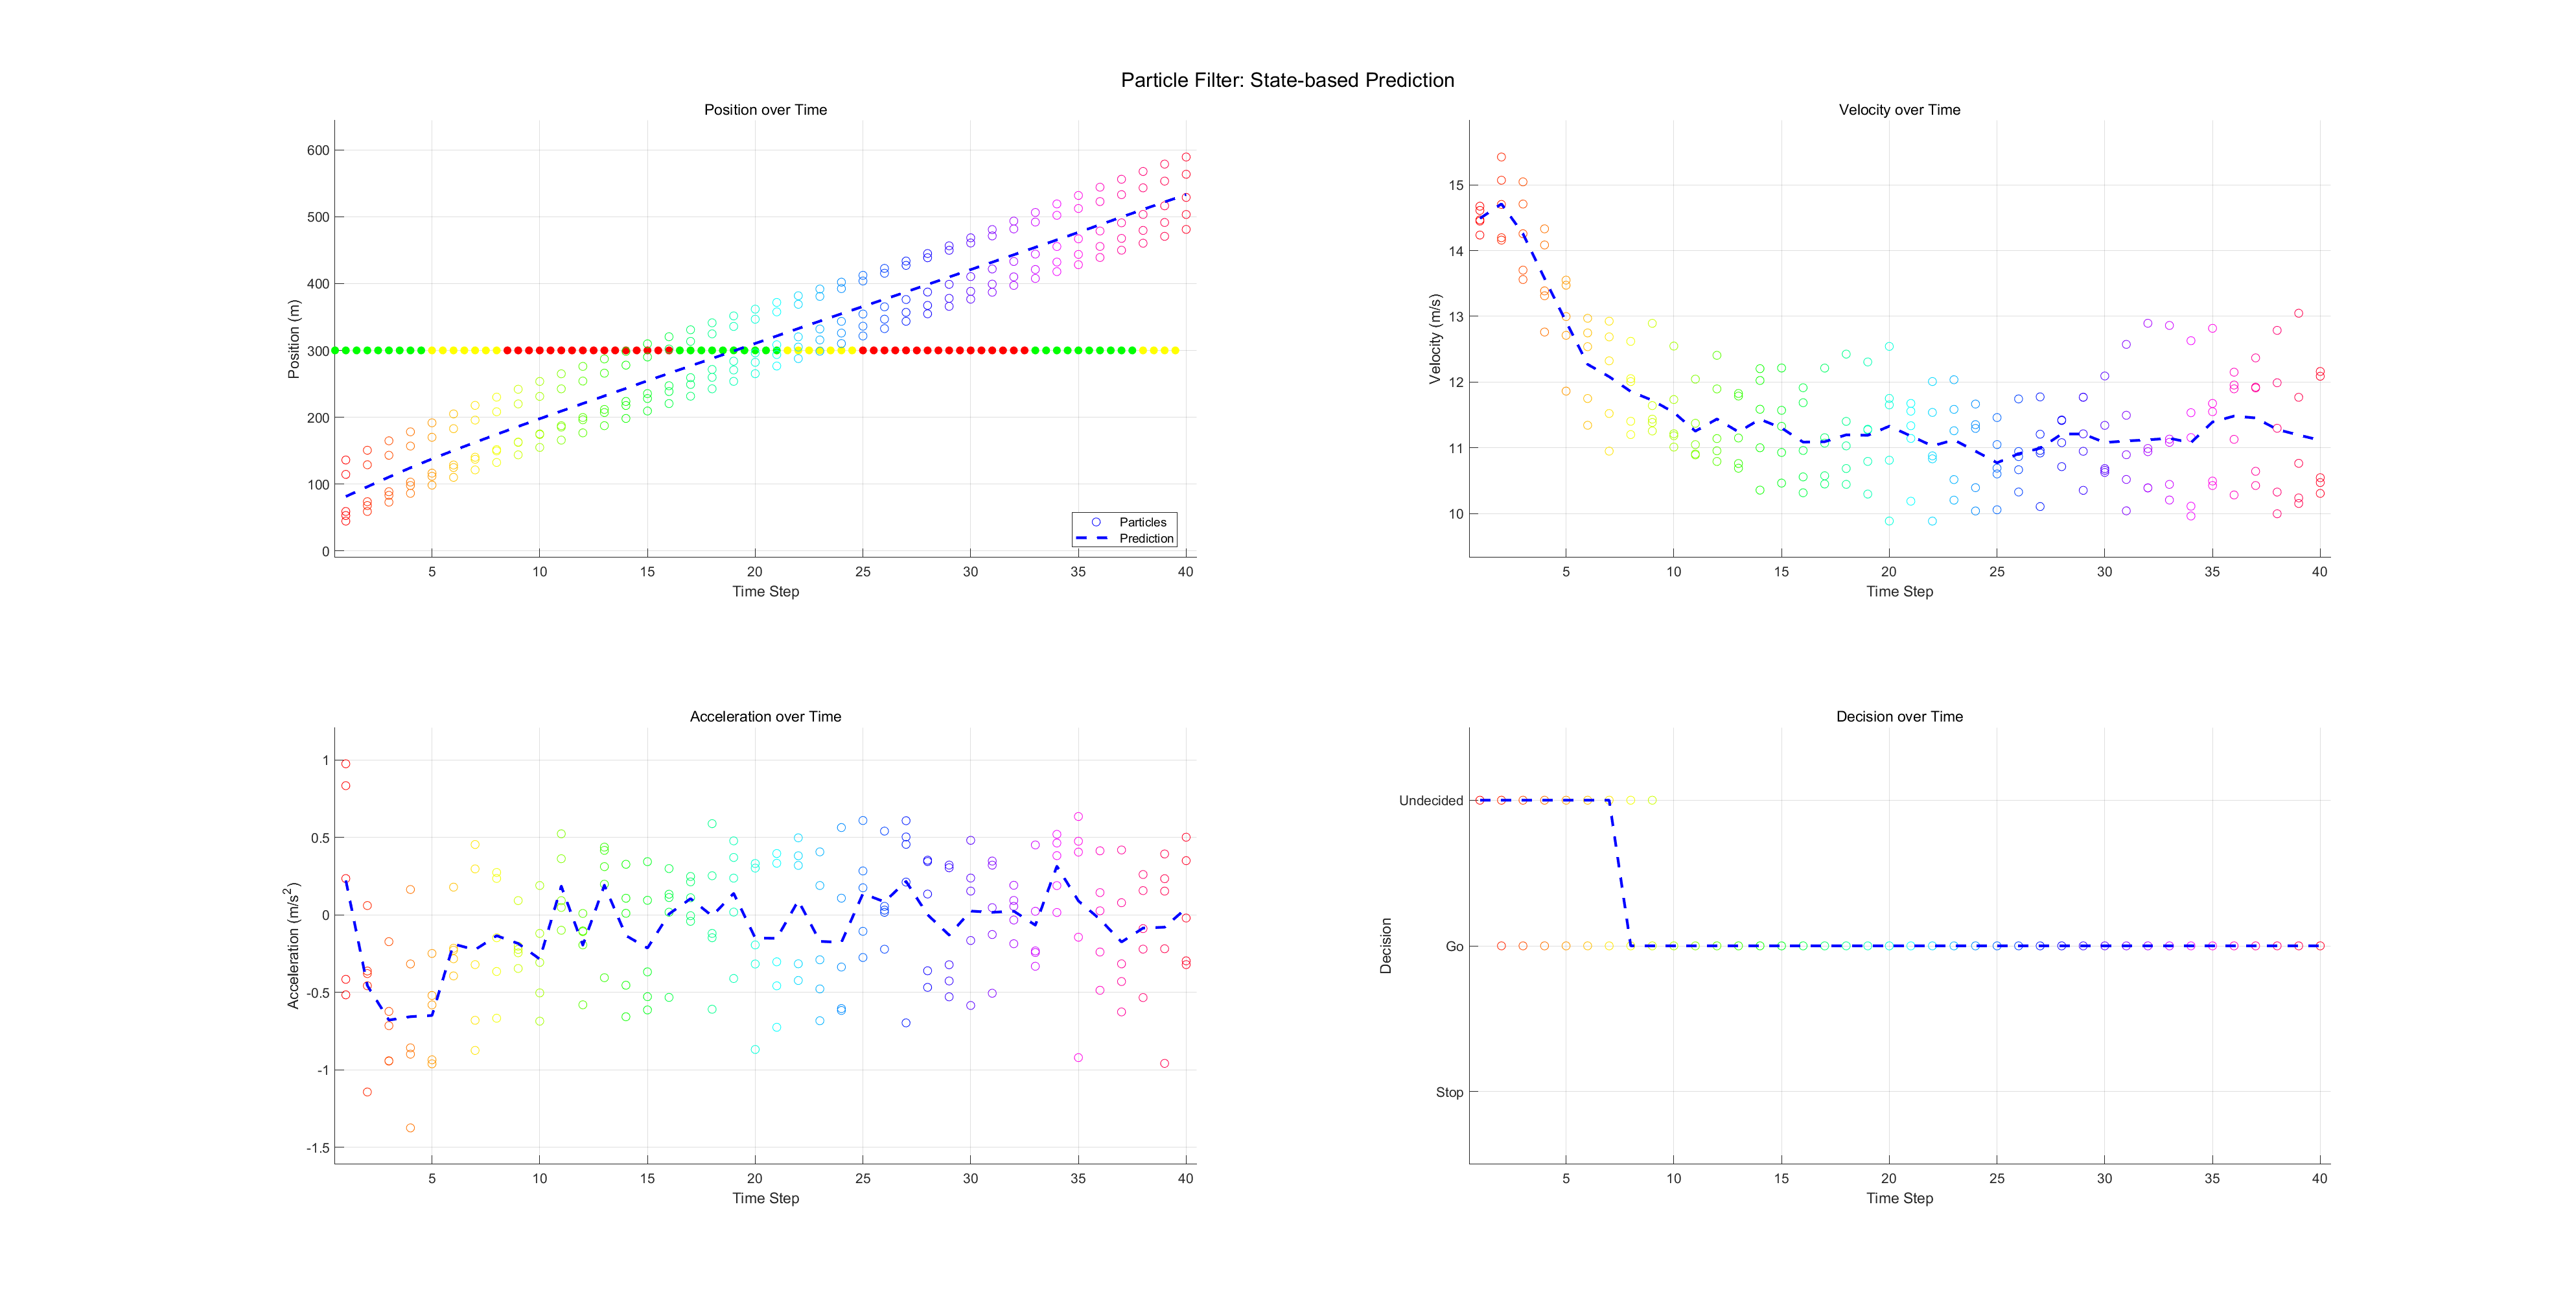 Particle Filter: State-based Prediction
Position over Time
600
500
400
300
200
100
0
Position (m)
5 10 15 20 25 30 35 40
Time Step
Particles
Prediction
Velocity over Time
15
14
13
12
11
10
Velocity (m/s)
5 10 15 20 25 30 35 40
Time Step
Acceleration over Time
1
0.5
0
-0.5
-1
-1.5
Acceleration (m/s²)
5 10 15 20 25 30 35 40
Time Step
Decision over Time
Undecided
Go
Stop
Decision
5 10 15 20 25 30 35 40
Time Step